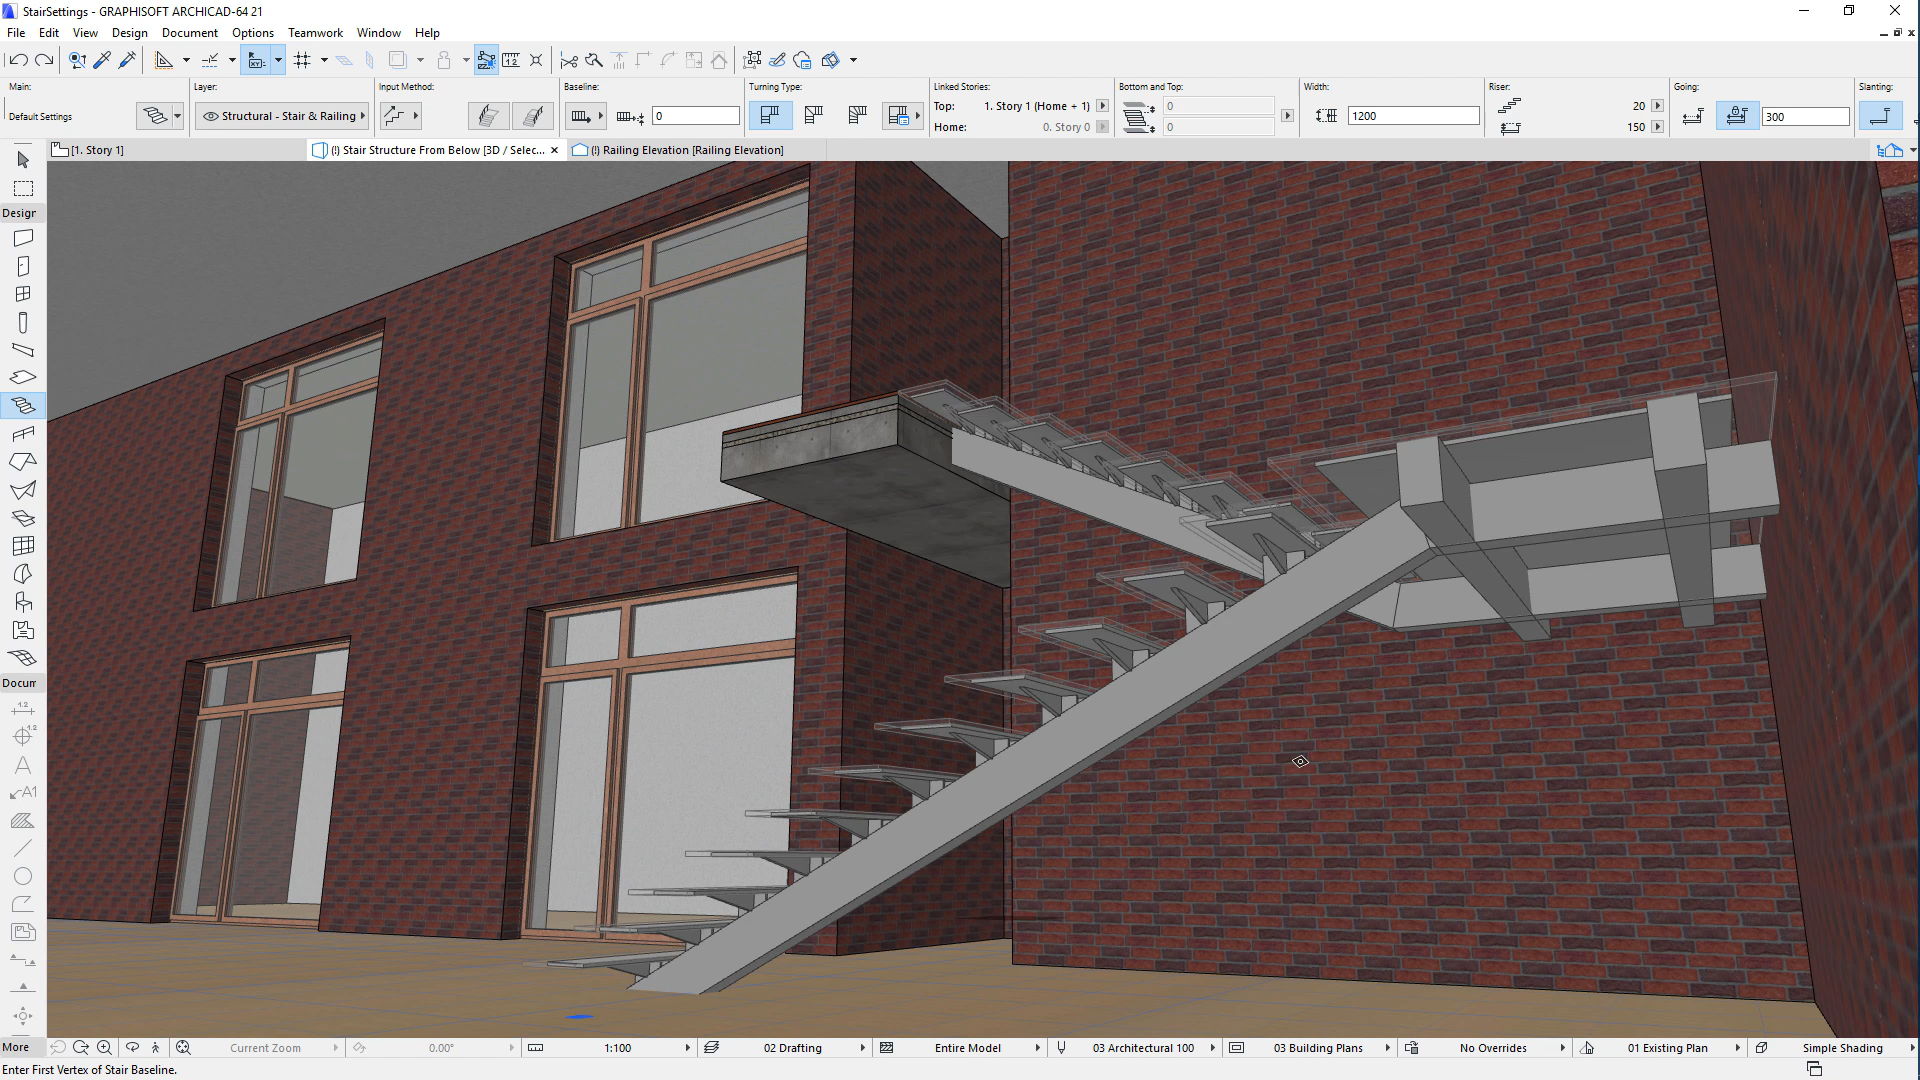 StairSettings - GRAPHISOFT ARCHICAD-64 21
File Edit View Design Document Options Teamwork Window Help
Main: Layer: Input Method: Baseline: Turning Type: Linked Stories: Bottom and Top: Width: Riser: Going: Slanting:
Default Settings Structural - Stair & Railing 0 Top: 1. Story 1 (Home + 1) 0 1200 20 300
Home: 0. Story 0 0 150
[1. Story 1] (!) Stair Structure From Below [3D / Selec... (!) Railing Elevation [Railing Elevation]
Design
Docum
1.2
1.2
A
A1
More Current Zoom 0.00° 1:100 02 Drafting Entire Model 03 Architectural 100 03 Building Plans No Overrides 01 Existing Plan Simple Shading
Enter First Vertex of Stair Baseline.